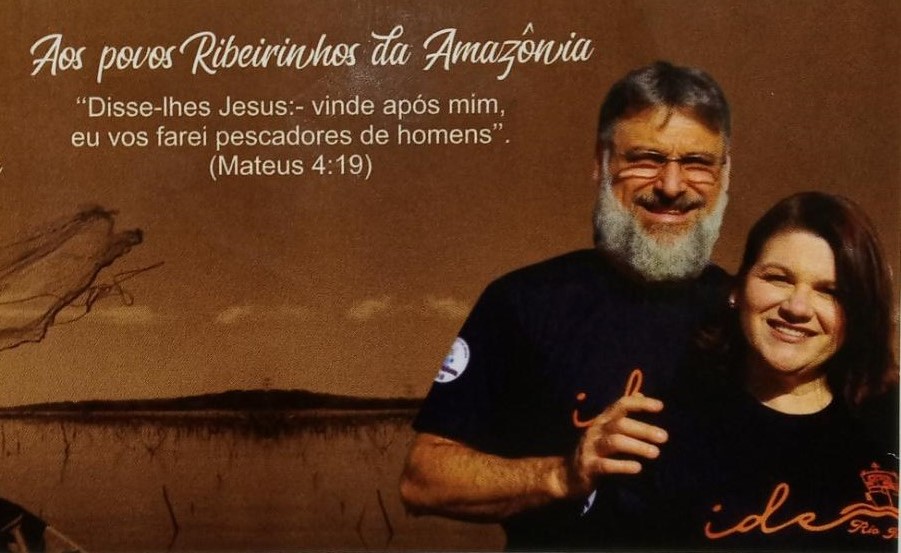 Aos povos Ribeirinhos da Amazônia
“Disse-lhes Jesus:- vinde após mim,
eu vos farei pescadores de homens”.
(Mateus 4:19)
ide
Rio